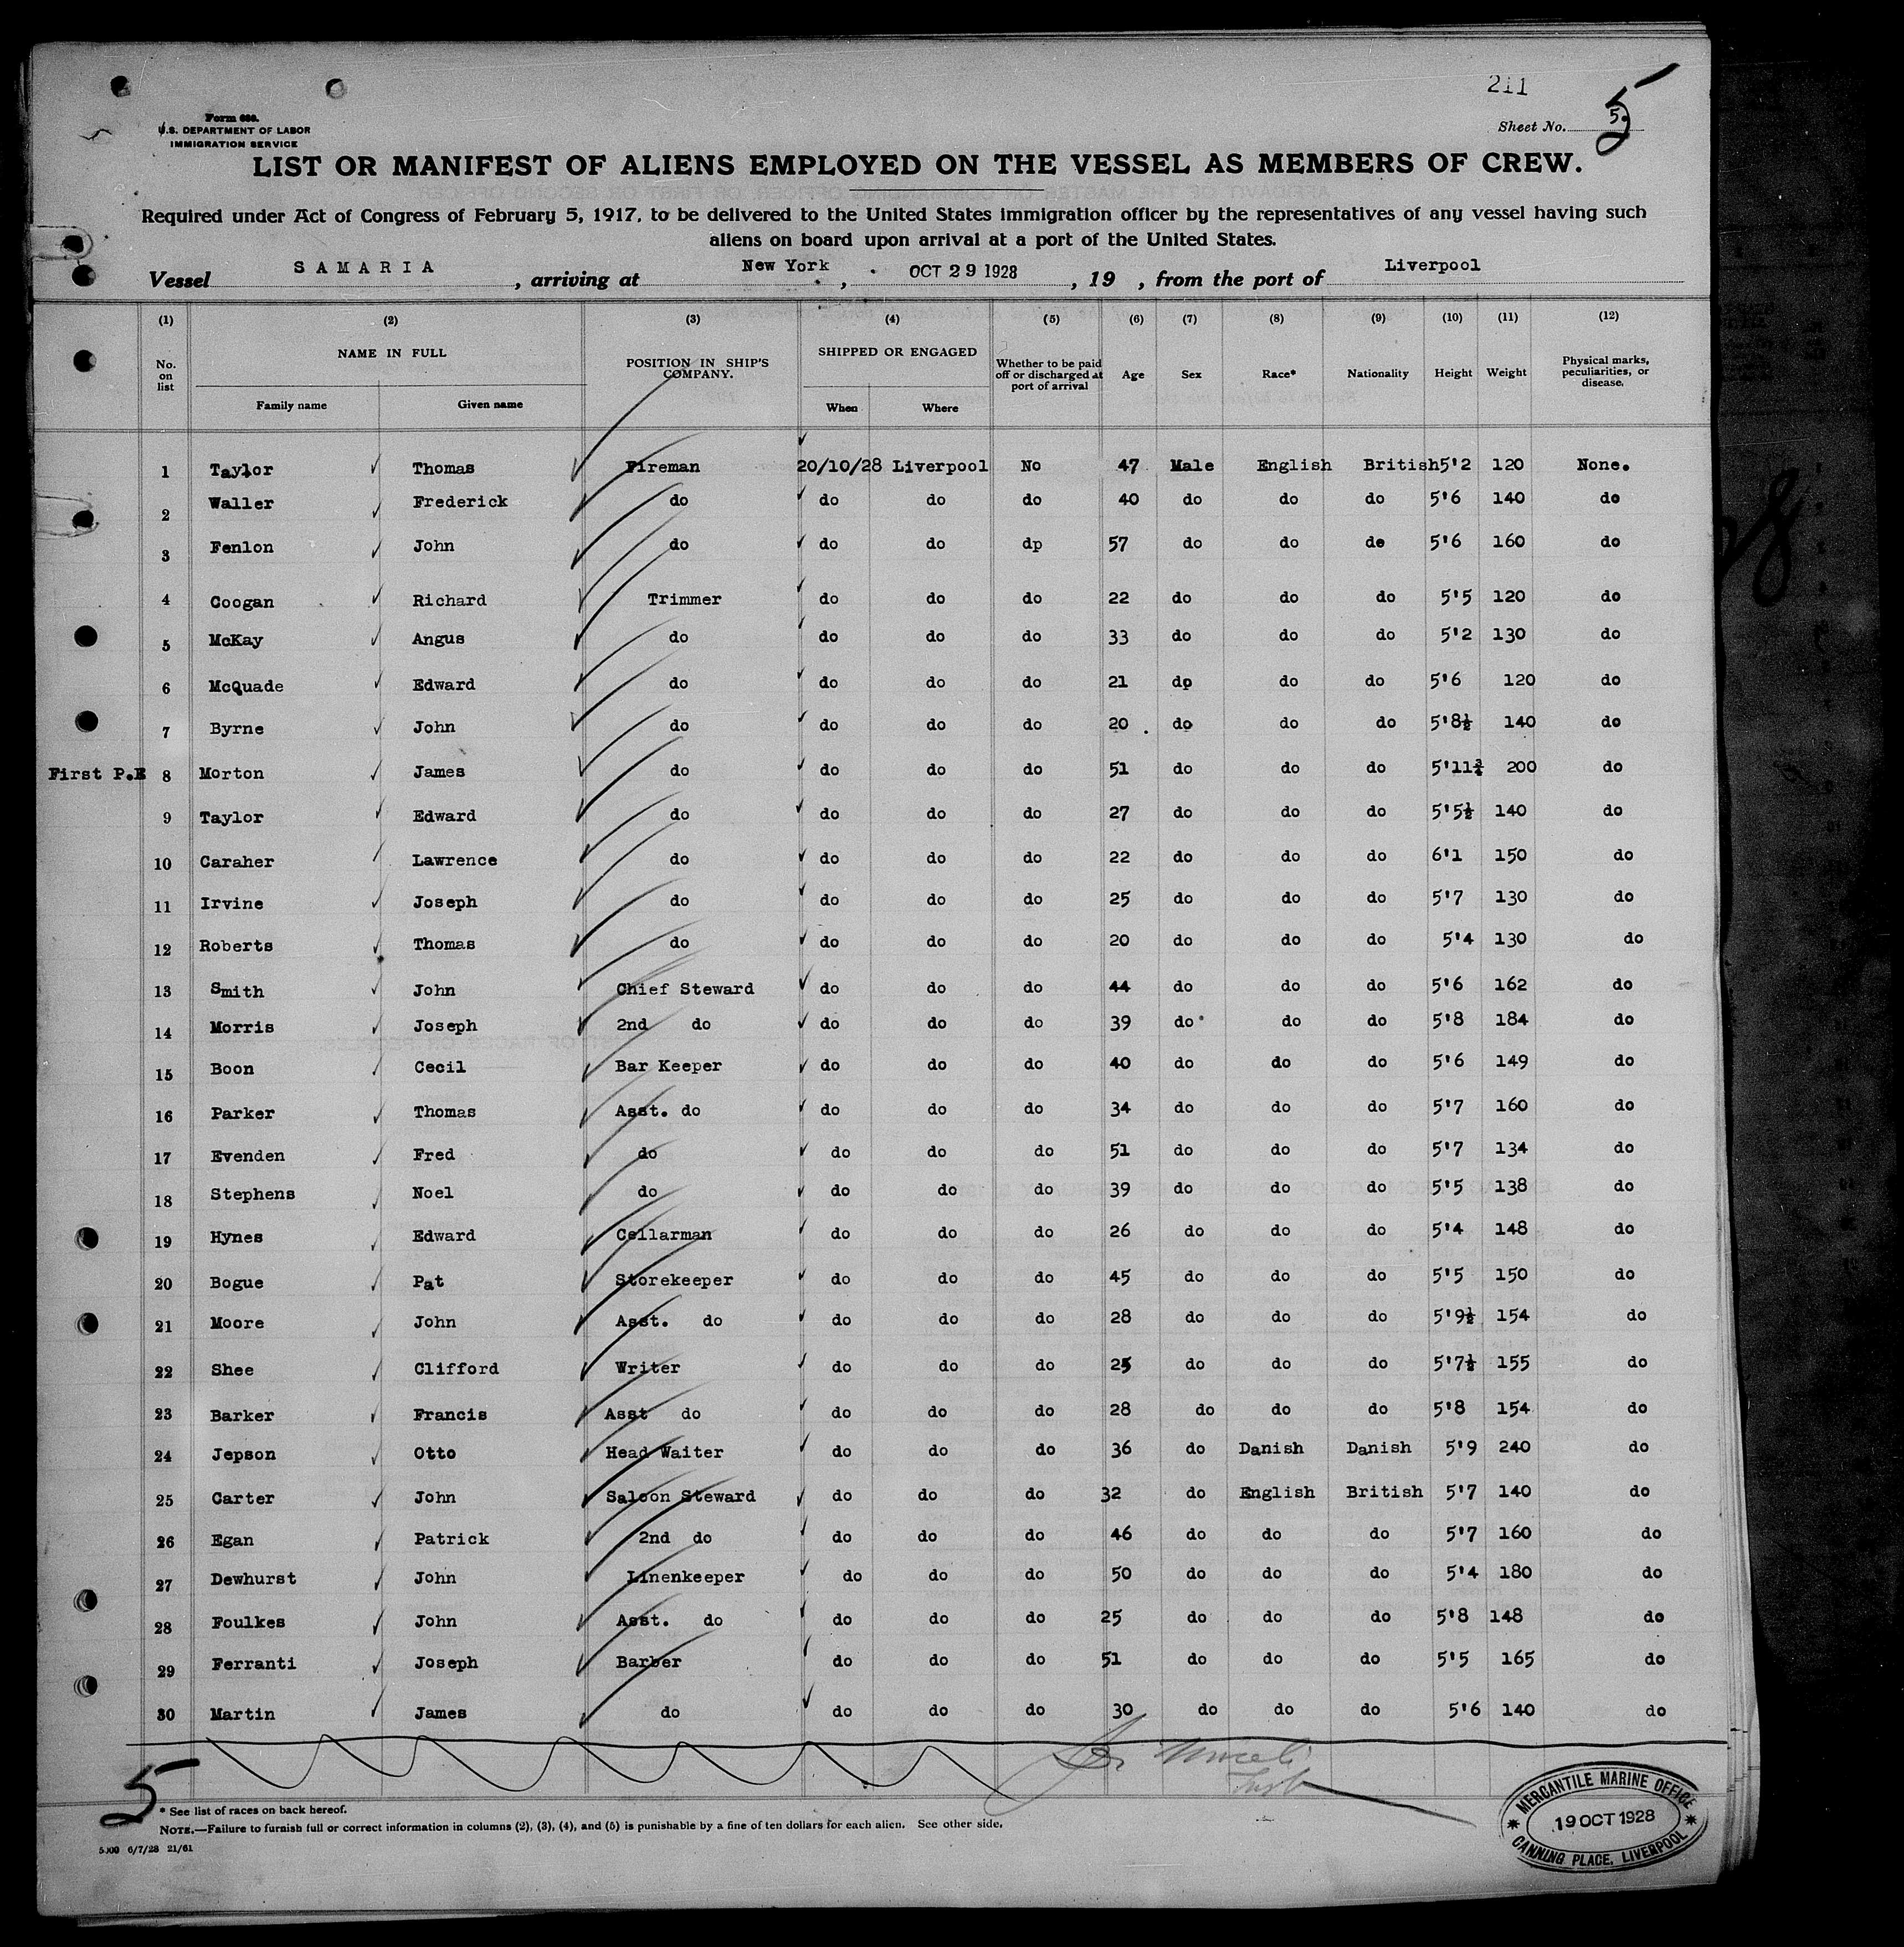 211
Form 680.
U.S. DEPARTMENT OF LABOR
IMMIGRATION SERVICE
Sheet No. 5.
5
LIST OR MANIFEST OF ALIENS EMPLOYED ON THE VESSEL AS MEMBERS OF CREW.
Required under Act of Congress of February 5, 1917, to be delivered to the United States immigration officer by the representatives of any vessel having such
aliens on board upon arrival at a port of the United States.
Vessel SAMARIA, arriving at New York, OCT 29 1928, 19 , from the port of Liverpool
(1) (2) (3) (4) (5) (6) (7) (8) (9) (10) (11) (12)
No. on list NAME IN FULL Family name Given name POSITION IN SHIP'S COMPANY. SHIPPED OR ENGAGED When Where Whether to be paid off or discharged at port of arrival Age Sex Race* Nationality Height Weight Physical marks, peculiarities, or disease.
1 Taylor Thomas Fireman 20/10/28 Liverpool No 47 Male English British 5'2 120 None.
2 Waller Frederick do do do do 40 do do do 5'6 140 do
3 Fenlon John do do do dp 57 do do de 5'6 160 do
4 Coogan Richard Trimmer do do do 22 do do do 5'5 120 do
5 McKay Angus do do do do 33 do do do 5'2 130 do
6 McQuade Edward do do do do 21 dp do do 5'6 120 do
7 Byrne John do do do do 20 do do do 5'8½ 140 do
First P.E 8 Morton James do do do do 51 do do do 5'11¾ 200 do
9 Taylor Edward do do do do 27 do do do 5'5½ 140 do
10 Caraher Lawrence do do do do 22 do do do 6'1 150 do
11 Irvine Joseph do do do do 25 do do do 5'7 130 do
12 Roberts Thomas do do do do 20 do do do 5'4 130 do
13 Smith John Chief Steward do do do 44 do do do 5'6 162 do
14 Morris Joseph 2nd do do do do 39 do do do 5'8 184 do
15 Boon Cecil Bar Keeper do do do 40 do do do 5'6 149 do
16 Parker Thomas Asst. do do do do 34 do do do 5'7 160 do
17 Evenden Fred do do do do 51 do do do 5'7 134 do
18 Stephens Noel do do do do 39 do do do 5'5 138 do
19 Hynes Edward Cellarman do do do 26 do do do 5'4 148 do
20 Bogue Pat Storekeeper do do do 45 do do do 5'5 150 do
21 Moore John Asst. do do do do 28 do do do 5'9½ 154 do
22 Shee Clifford Writer do do do 25 do do do 5'7½ 155 do
23 Barker Francis Asst do do do do 28 do do do 5'8 154 do
24 Jepson Otto Head Waiter do do do 36 do Danish Danish 5'9 240 do
25 Carter John Saloon Steward do do do 32 do English British 5'7 140 do
26 Egan Patrick 2nd do do do do 46 do do do 5'7 160 do
27 Dewhurst John Linenkeeper do do do 50 do do do 5'4 180 do
28 Foulkes John Asst. do do do do 25 do do do 5'8 148 do
29 Ferranti Joseph Barber do do do 51 do do do 5'5 165 do
30 Martin James do do do do 30 do do do 5'6 140 do
5
* See list of races on back hereof.
NOTE.—Failure to furnish full or correct information in columns (2), (3), (4), and (5) is punishable by a fine of ten dollars for each alien. See other side.
5,000 6/7/28 21/61
MERCANTILE MARINE OFFICE
19 OCT 1928
CANNING PLACE, LIVERPOOL